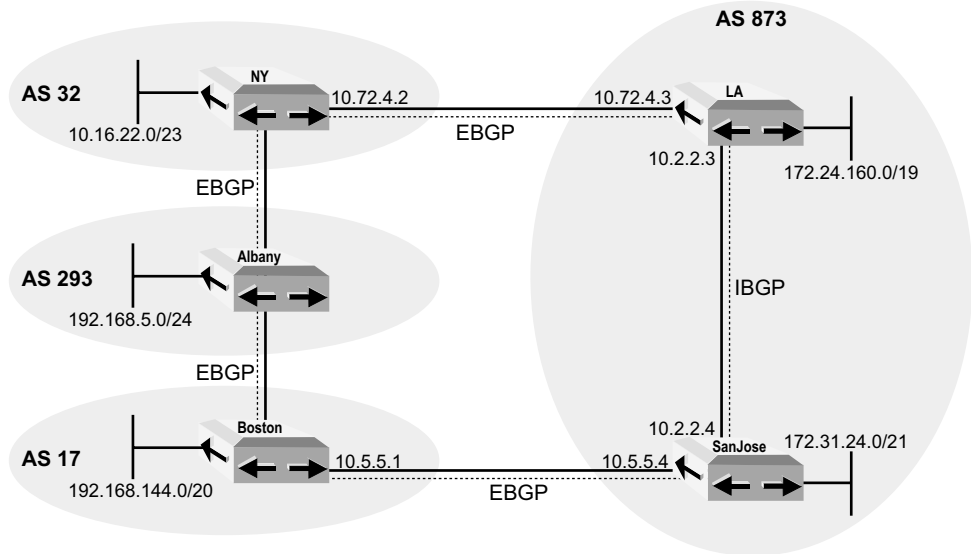 AS 873
NY
LA
AS 32
10.72.4.2
10.72.4.3
EBGP
10.16.22.0/23
10.2.2.3
172.24.160.0/19
EBGP
Albany
AS 293
IBGP
192.168.5.0/24
EBGP
Boston
10.2.2.4
172.31.24.0/21
SanJose
AS 17
10.5.5.1
10.5.5.4
192.168.144.0/20
EBGP